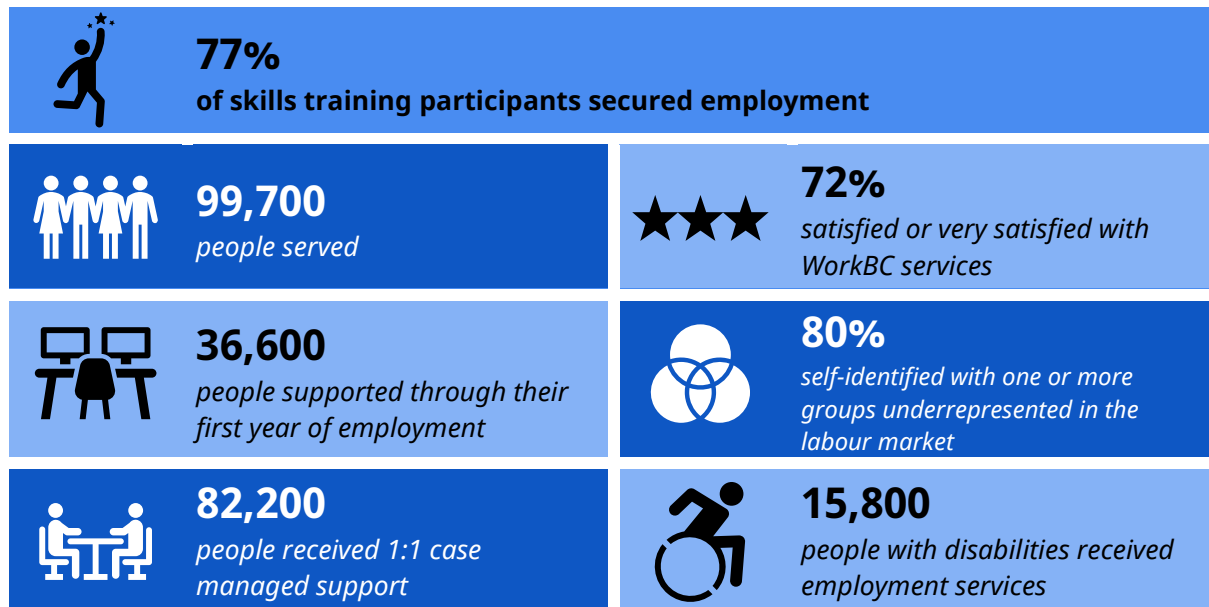 77%
of skills training participants secured employment
99,700
people served
72%
satisfied or very satisfied with
WorkBC services
36,600
people supported through their
first year of employment
80%
self-identified with one or more
groups underrepresented in the
labour market
82,200
people received 1:1 case
managed support
15,800
people with disabilities received
employment services